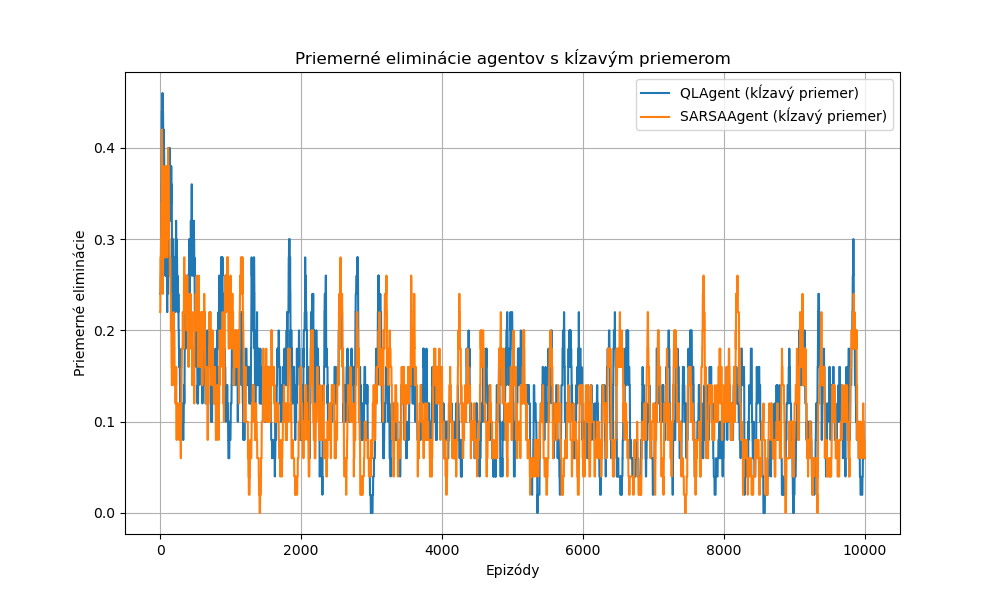 Priemerné eliminácie agentov s kĺzavým priemerom
QLAgent (kĺzavý priemer)
SARSAAgent (kĺzavý priemer)
Priemerné eliminácie
0.4
0.3
0.2
0.1
0.0
0 2000 4000 6000 8000 10000
Epizódy